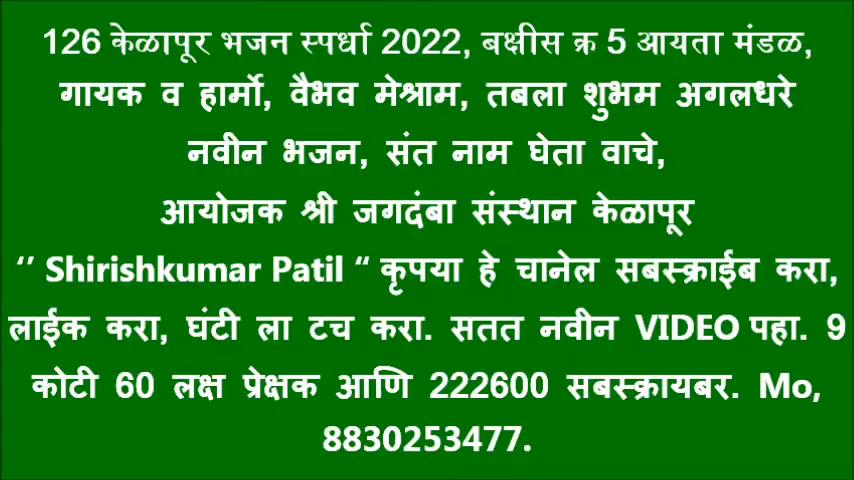 126 केळापूर भजन स्पर्धा 2022, बक्षीस क्र 5 आयता मंडळ,
गायक व हार्मो, वैभव मेश्राम, तबला शुभम अगलधरे
नवीन भजन, संत नाम घेता वाचे,
आयोजक श्री जगदंबा संस्थान केळापूर
‘’ Shirishkumar Patil “ कृपया हे चानेल सबस्क्राईब करा,
लाईक करा, घंटी ला टच करा. सतत नवीन VIDEO पहा. 9
कोटी 60 लक्ष प्रेक्षक आणि 222600 सबस्क्रायबर. Mo,
8830253477.